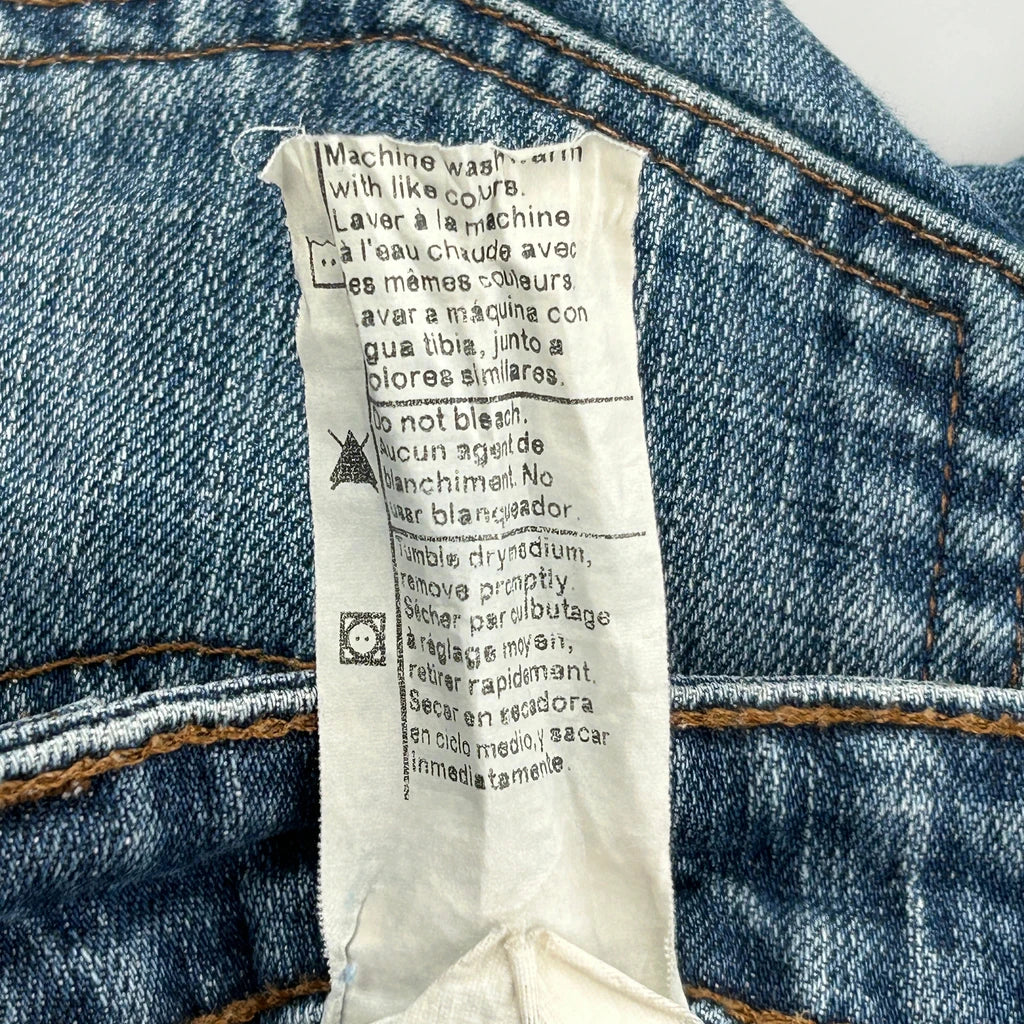 Machine wash warm
with like colours.
Laver à la machine
à l'eau chaude avec
es mêmes couleurs.
avar a máquina con
gua tibia, junto a
olores similares.
Do not bleach.
Aucun agent de
blanchiment. No
usar blanqueador.
Tumble dry medium,
remove promptly.
Sécher par culbutage
à réglage moyen,
retirer rapidement.
Secar en secadora
en ciclo medio, y sacar
inmediatamente.